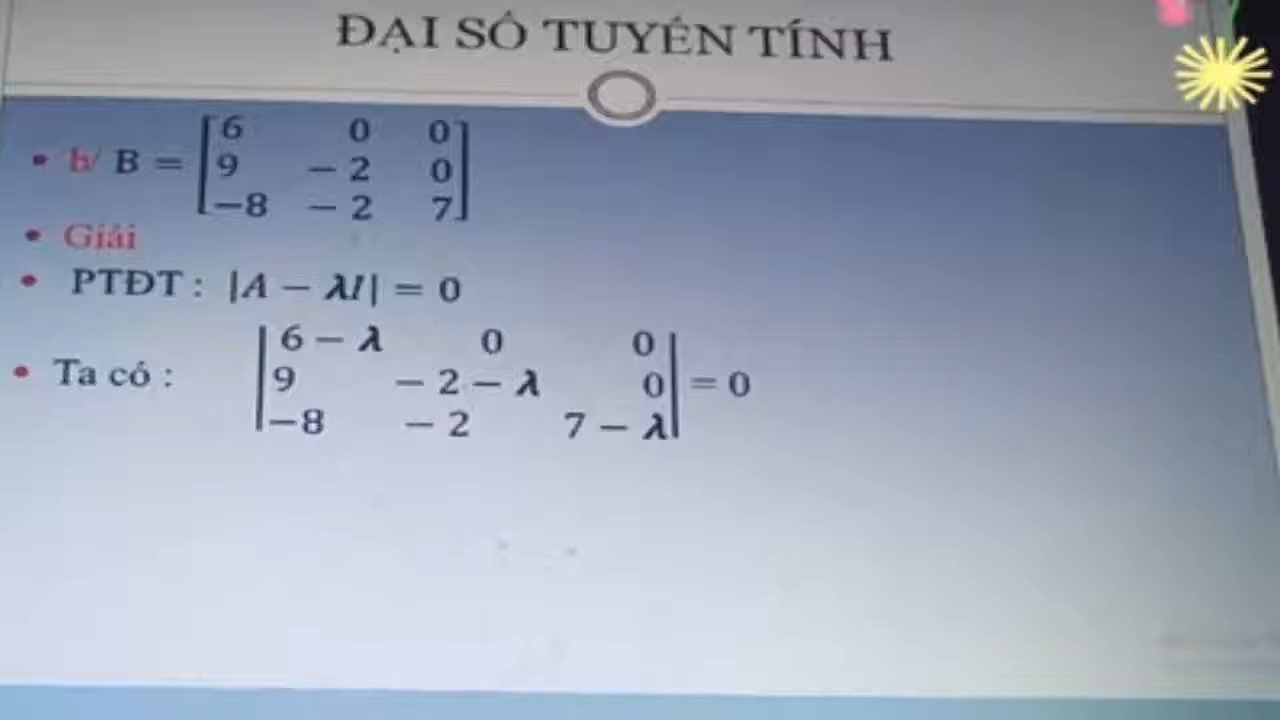 ĐẠI SỐ TUYẾN TÍNH
• b/ B = [6 0 0
9 − 2 0
−8 − 2 7]
• Giải
• PTĐT : |A − λI| = 0
• Ta có : |6 − λ 0 0
9 − 2 − λ 0| = 0
−8 − 2 7 − λ|